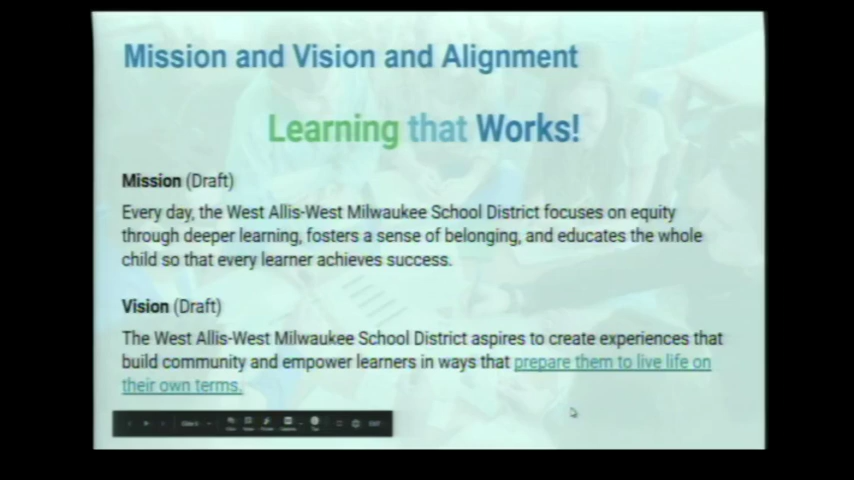 Mission and Vision and Alignment
Learning that Works!
Mission (Draft)
Every day, the West Allis-West Milwaukee School District focuses on equity
through deeper learning, fosters a sense of belonging, and educates the whole
child so that every learner achieves success.
Vision (Draft)
The West Allis-West Milwaukee School District aspires to create experiences that
build community and empower learners in ways that prepare them to live life on
their own terms.